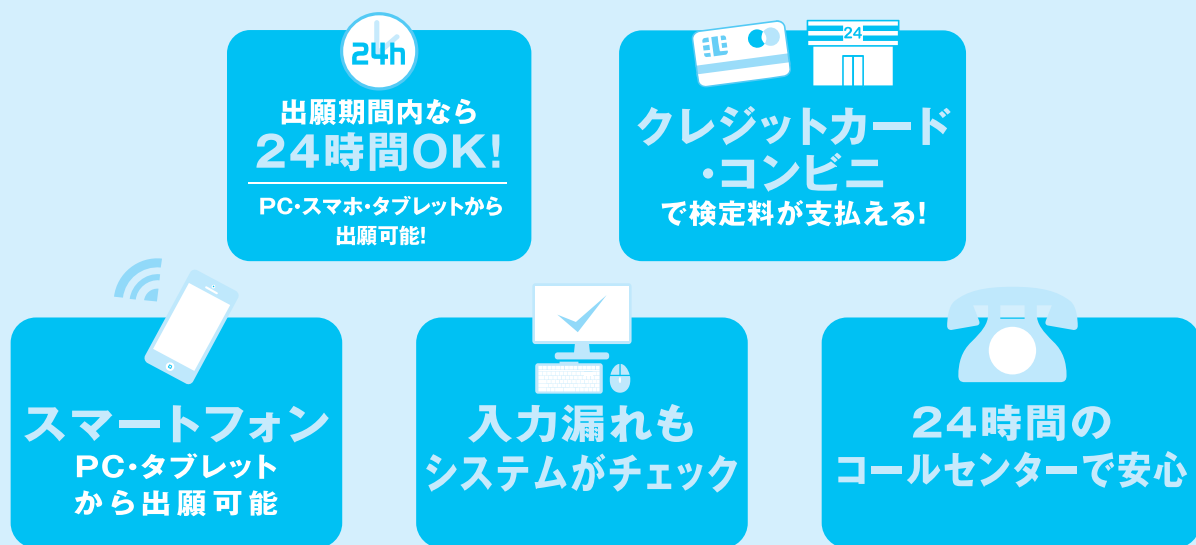 24h
出願期間内なら
24時間OK!
PC・スマホ・タブレットから
出願可能!
24
クレジットカード
・コンビニ
で検定料が支払える!
スマートフォン
PC・タブレット
から出願可能
入力漏れも
システムがチェック
24時間の
コールセンターで安心